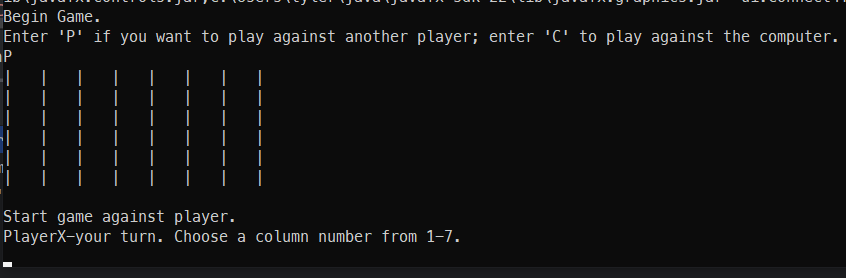 ib\javafx.controls.jar;C:\Users\tyler\java\javafx-sdk-22\lib\javafx.graphics.jar" ui.Connect
Begin Game.
Enter 'P' if you want to play against another player; enter 'C' to play against the computer.
P
|   |   |   |   |   |   |   |
|   |   |   |   |   |   |   |
|   |   |   |   |   |   |   |
|   |   |   |   |   |   |   |
|   |   |   |   |   |   |   |
|   |   |   |   |   |   |   |
Start game against player.
PlayerX-your turn. Choose a column number from 1-7.